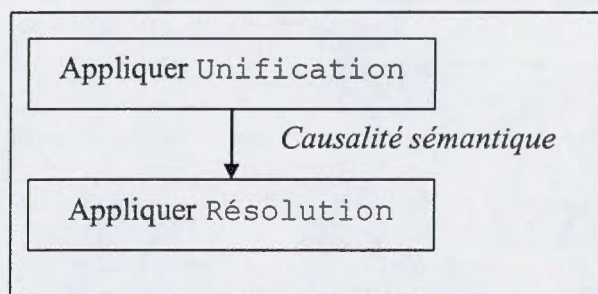 Appliquer Unification
Causalité sémantique
Appliquer Résolution